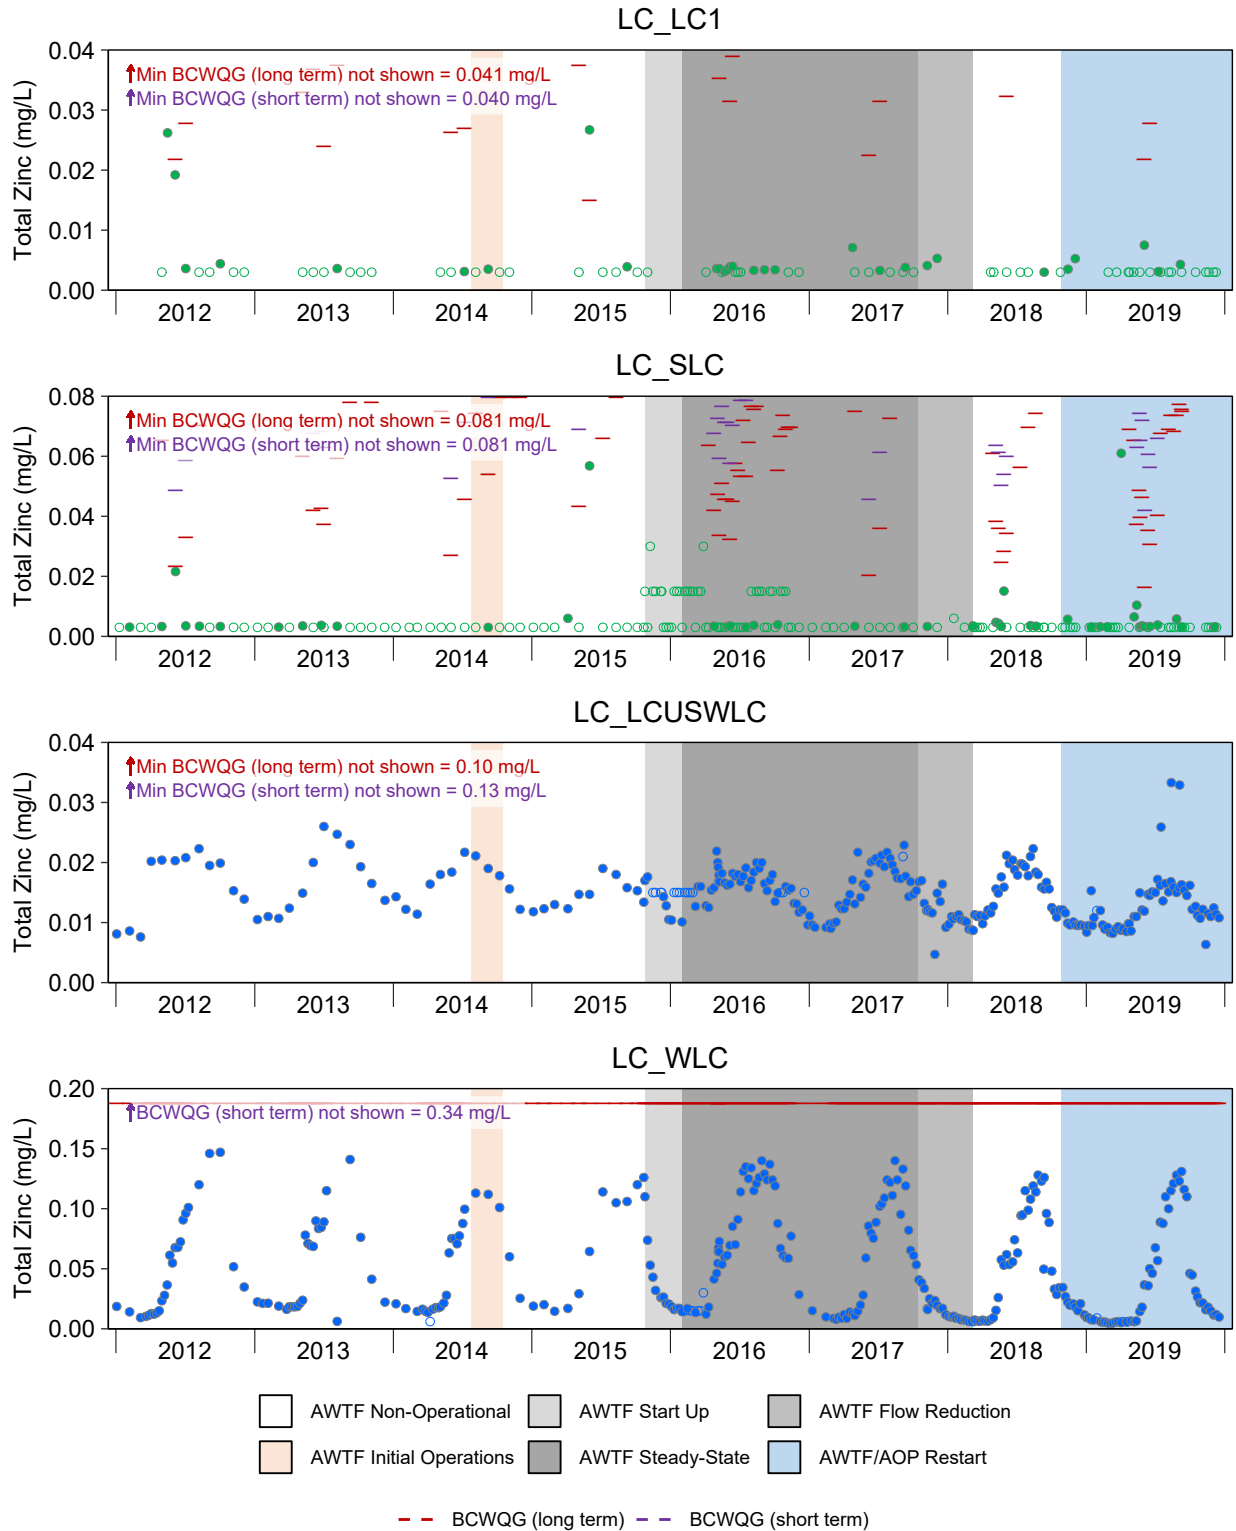 LC_LC1
Total Zinc (mg/L)
0.04
0.03
0.02
0.01
0.00
Min BCWQG (long term) not shown = 0.041 mg/L
Min BCWQG (short term) not shown = 0.040 mg/L
2012 2013 2014 2015 2016 2017 2018 2019
LC_SLC
Total Zinc (mg/L)
0.08
0.06
0.04
0.02
0.00
Min BCWQG (long term) not shown = 0.081 mg/L
Min BCWQG (short term) not shown = 0.081 mg/L
2012 2013 2014 2015 2016 2017 2018 2019
LC_LCUSWLC
Total Zinc (mg/L)
0.04
0.03
0.02
0.01
0.00
Min BCWQG (long term) not shown = 0.10 mg/L
Min BCWQG (short term) not shown = 0.13 mg/L
2012 2013 2014 2015 2016 2017 2018 2019
LC_WLC
Total Zinc (mg/L)
0.20
0.15
0.10
0.05
0.00
BCWQG (short term) not shown = 0.34 mg/L
2012 2013 2014 2015 2016 2017 2018 2019
AWTF Non-Operational AWTF Start Up AWTF Flow Reduction
AWTF Initial Operations AWTF Steady-State AWTF/AOP Restart
BCWQG (long term) BCWQG (short term)